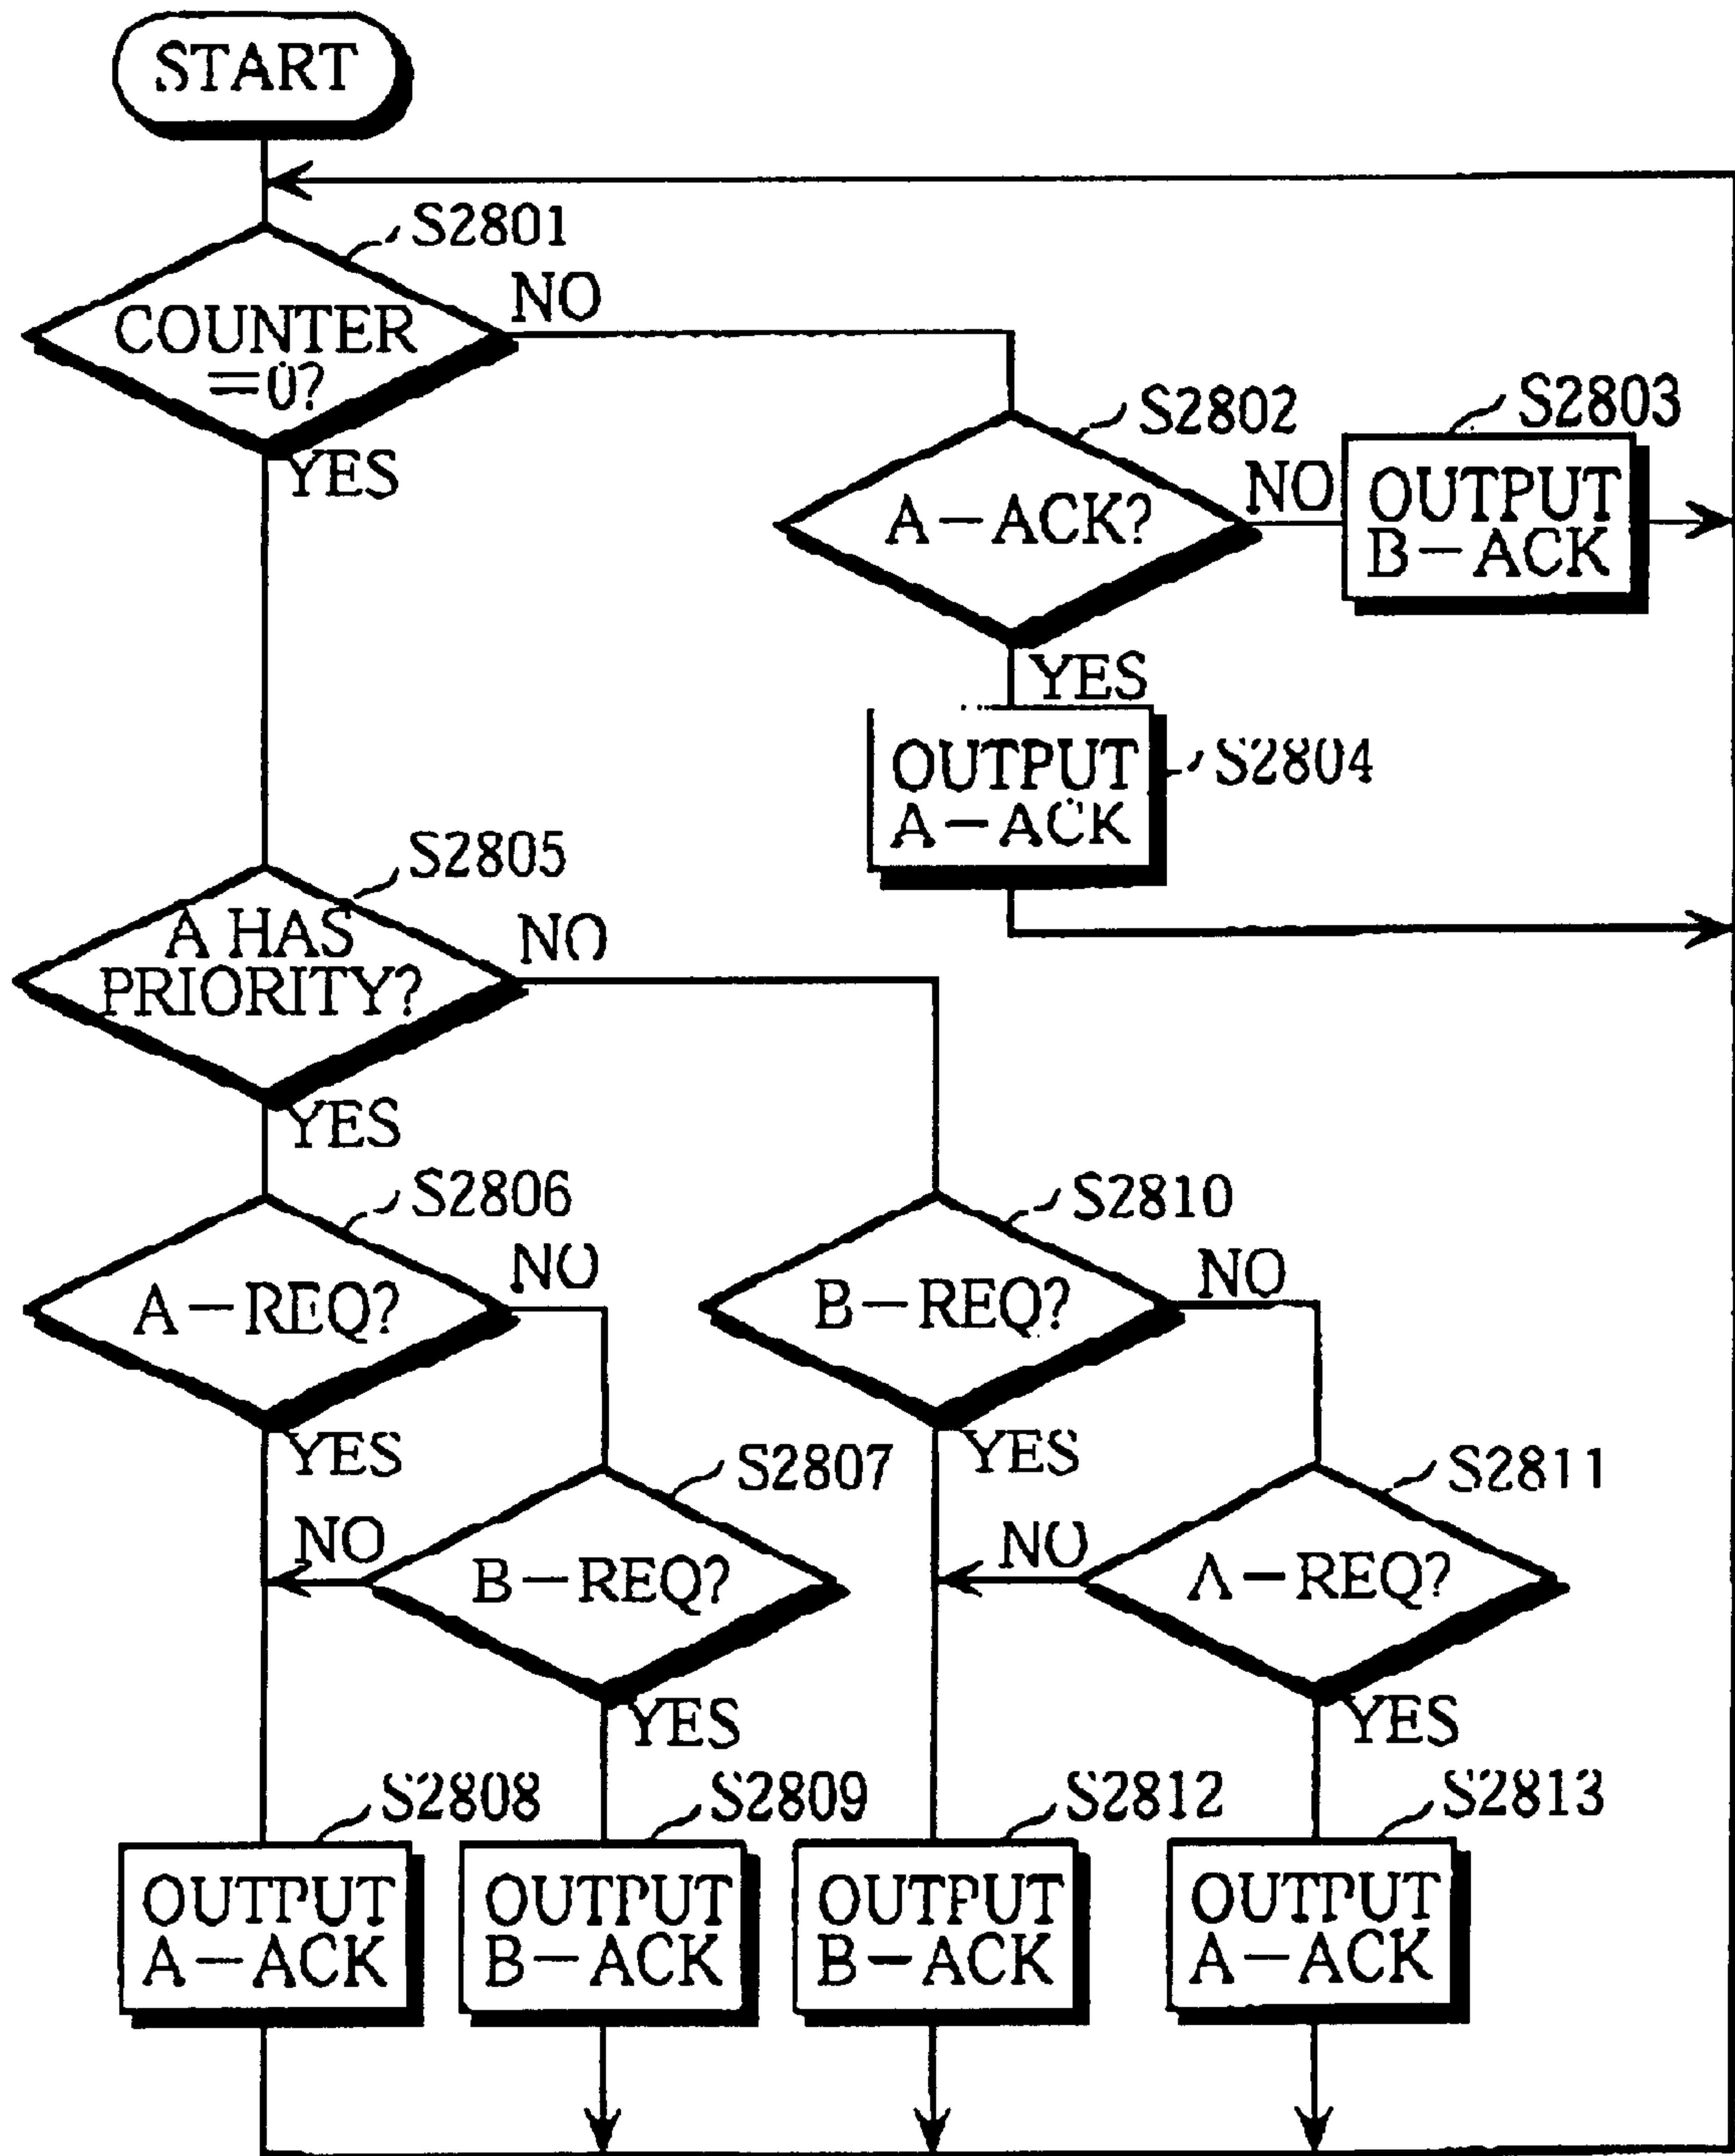 START
S2801
NO
COUNTER
=0?
YES
S2802
S2803
A-ACK?
NO
OUTPUT
B-ACK
YES
OUTPUT
A-ACK
S2804
S2805
A HAS
PRIORITY?
NO
YES
S2806
A-REQ?
NO
YES
S2810
B-REQ?
NO
YES
S2807
NO
B-REQ?
YES
S2811
NO
A-REQ?
YES
S2808
OUTPUT
A-ACK
S2809
OUTPUT
B-ACK
S2812
OUTPUT
B-ACK
S2813
OUTPUT
A-ACK